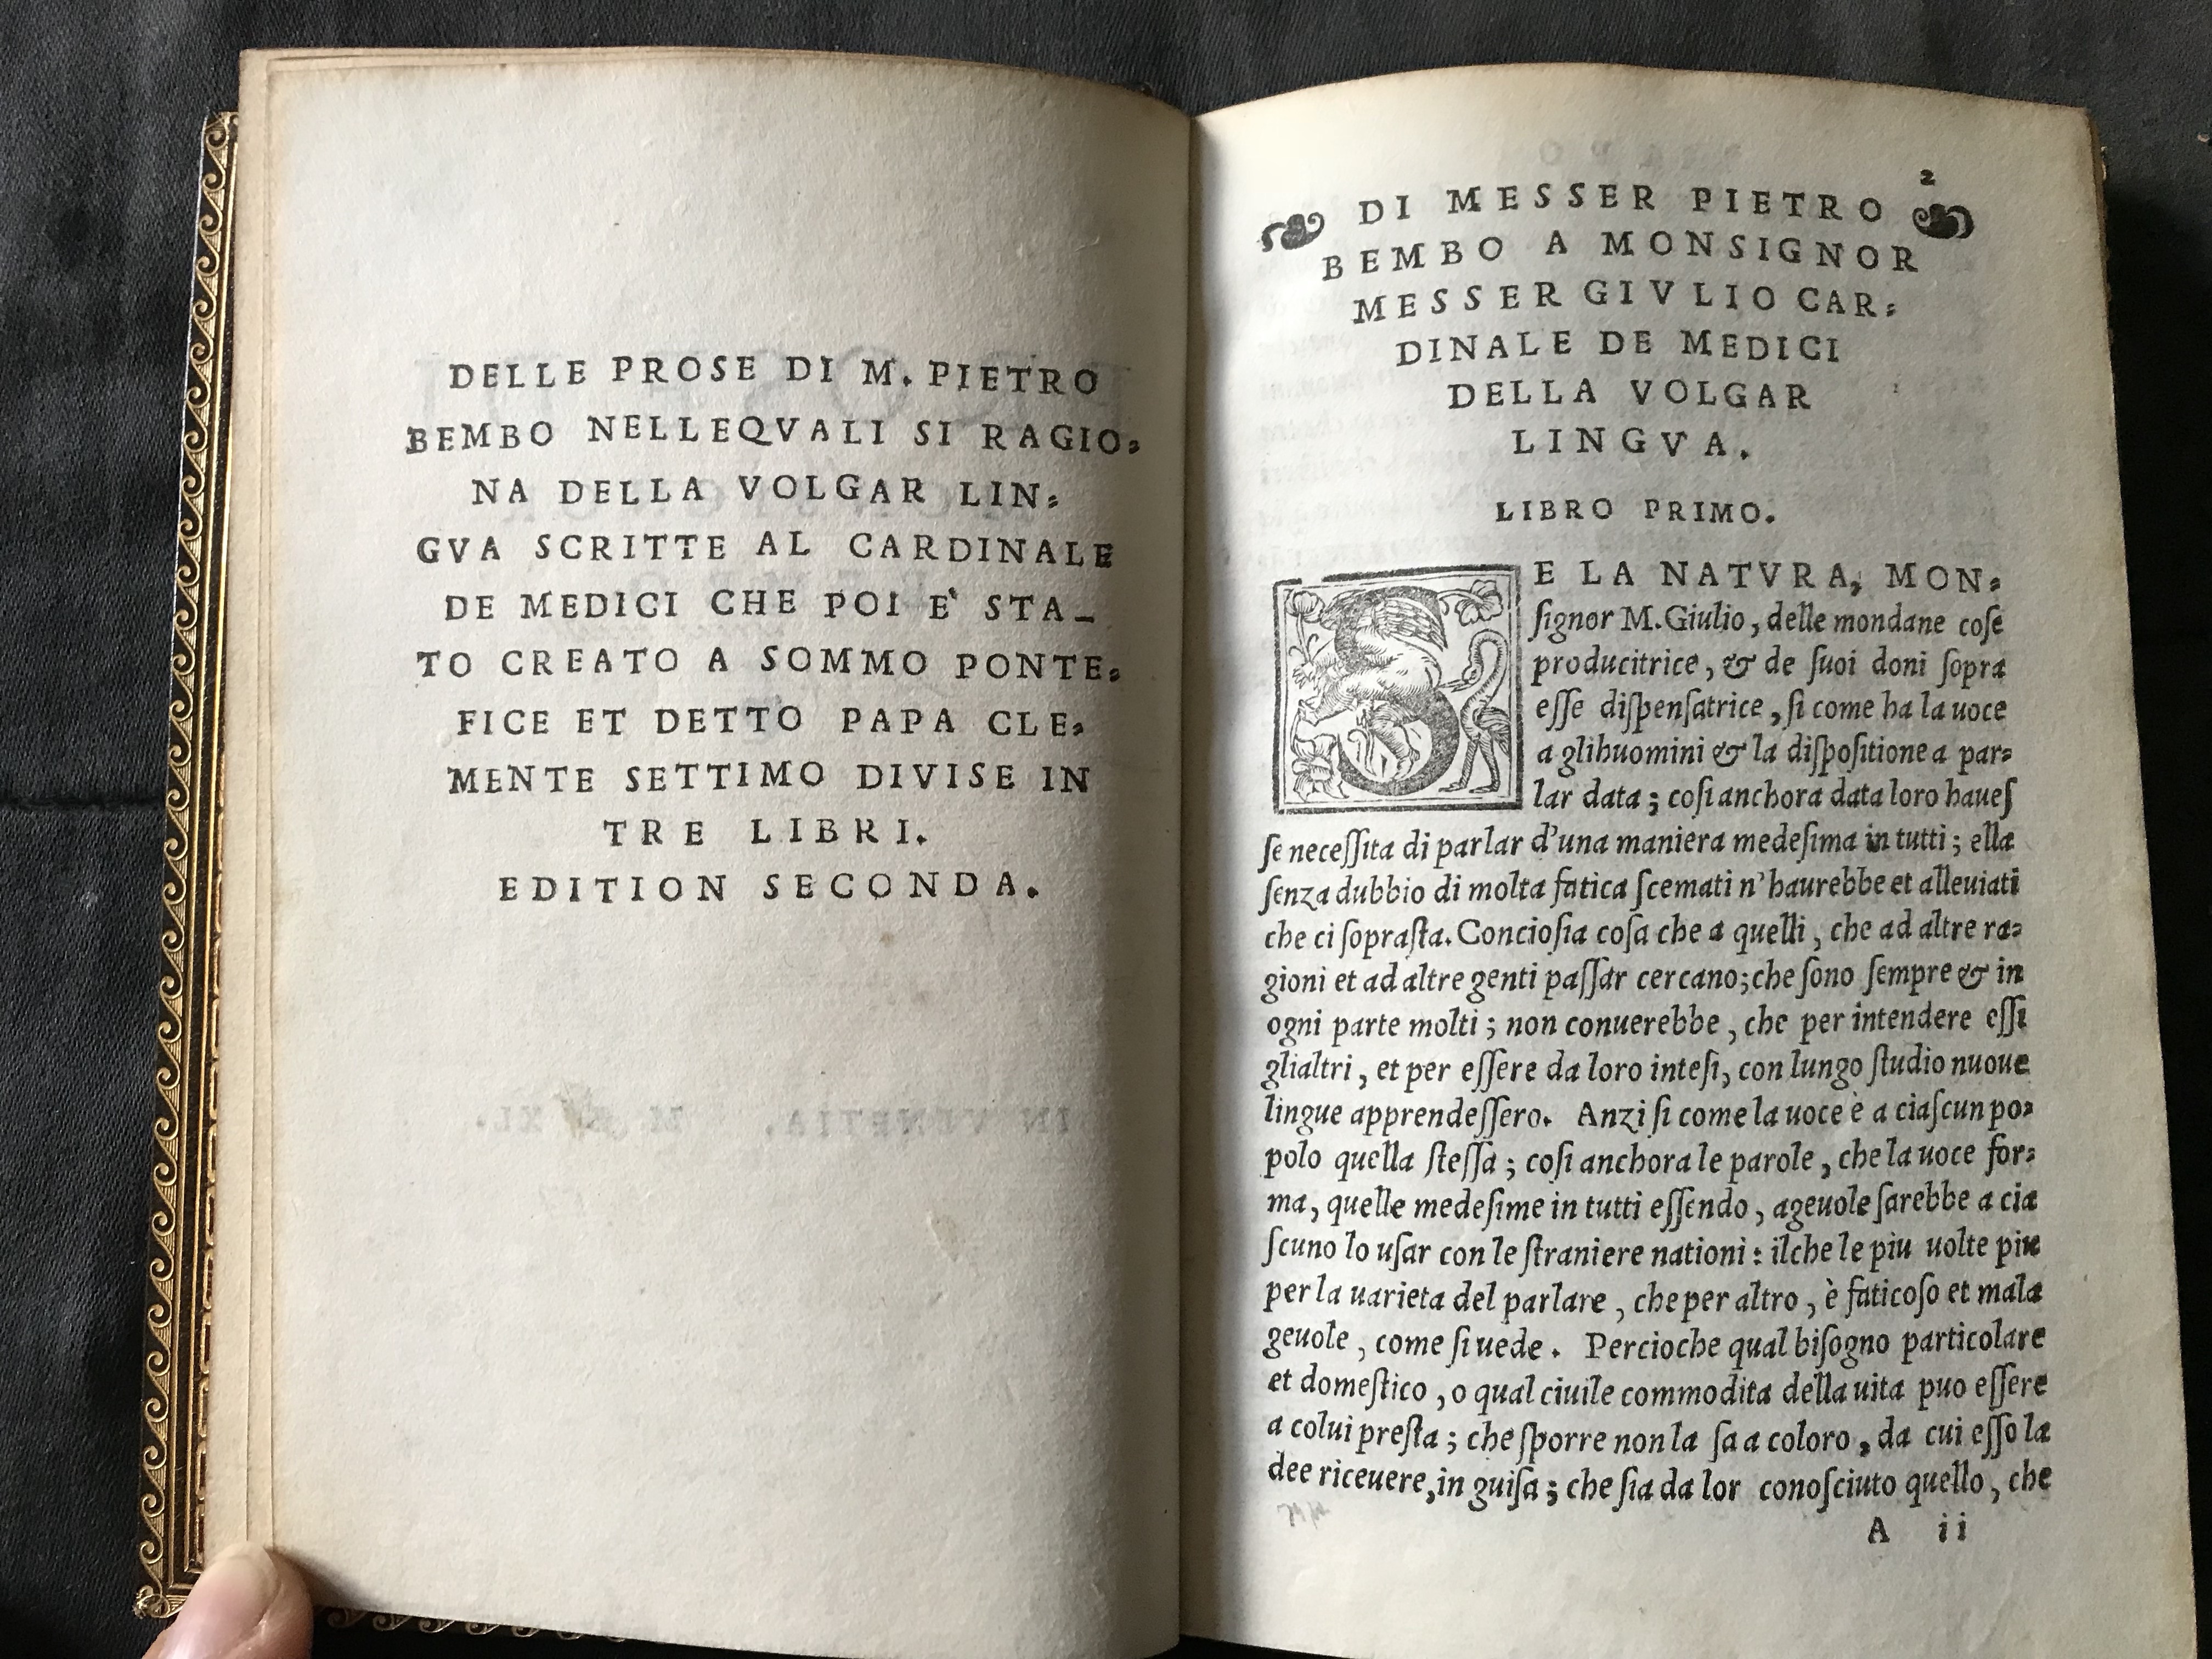 DELLE PROSE DI M. PIETRO
BEMBO NELLEQVALI SI RAGIO=
NA DELLA VOLGAR LIN=
GVA SCRITTE AL CARDINALE
DE MEDICI CHE POI E` STA-
TO CREATO A SOMMO PONTE=
FICE ET DETTO PAPA CLE=
MENTE SETTIMO DIVISE IN
TRE LIBRI.
EDITION SECONDA.
2
DI MESSER PIETRO
BEMBO A MONSIGNOR
MESSER GIVLIO CAR=
DINALE DE MEDICI
DELLA VOLGAR
LINGVA.
LIBRO PRIMO.
SE LA NATVRA, MON=
ſignor M. Giulio, delle mondane coſe
producitrice, & de ſuoi doni ſopra
eſſe diſpenſatrice, ſi come ha la uoce
a glihuomini & la diſpoſitione a par=
lar data; coſi anchora data loro haueſ
ſe neceſſita di parlar d'una maniera medeſima in tutti; ella
ſenza dubbio di molta fatica ſcemati n'haurebbe et alleuiati
che ci ſopraſta. Concioſia coſa che a quelli, che ad altre ra=
gioni et ad altre genti paſſar cercano; che ſono ſempre & in
ogni parte molti; non conuerebbe, che per intendere eſſi
glialtri, et per eſſere da loro inteſi, con lungo ſtudio nuoue
lingue apprendeſſero. Anzi ſi come la uoce è a ciaſcun po=
polo quella ſteſſa; coſi anchora le parole, che la uoce for=
ma, quelle medeſime in tutti eſſendo, ageuole ſarebbe a cia
ſcuno lo uſar con le ſtraniere nationi: ilche le piu uolte piu
per la uarieta del parlare, che per altro, è faticoſo et mala
geuole, come ſi uede. Percioche qual biſogno particolare
et domeſtico, o qual ciuile commodita della uita puo eſſere
a colui preſta; che ſporre non la ſa a coloro, da cui eſſo la
dee riceuere, in guiſa; che ſia da lor conoſciuto quello, che
A ii